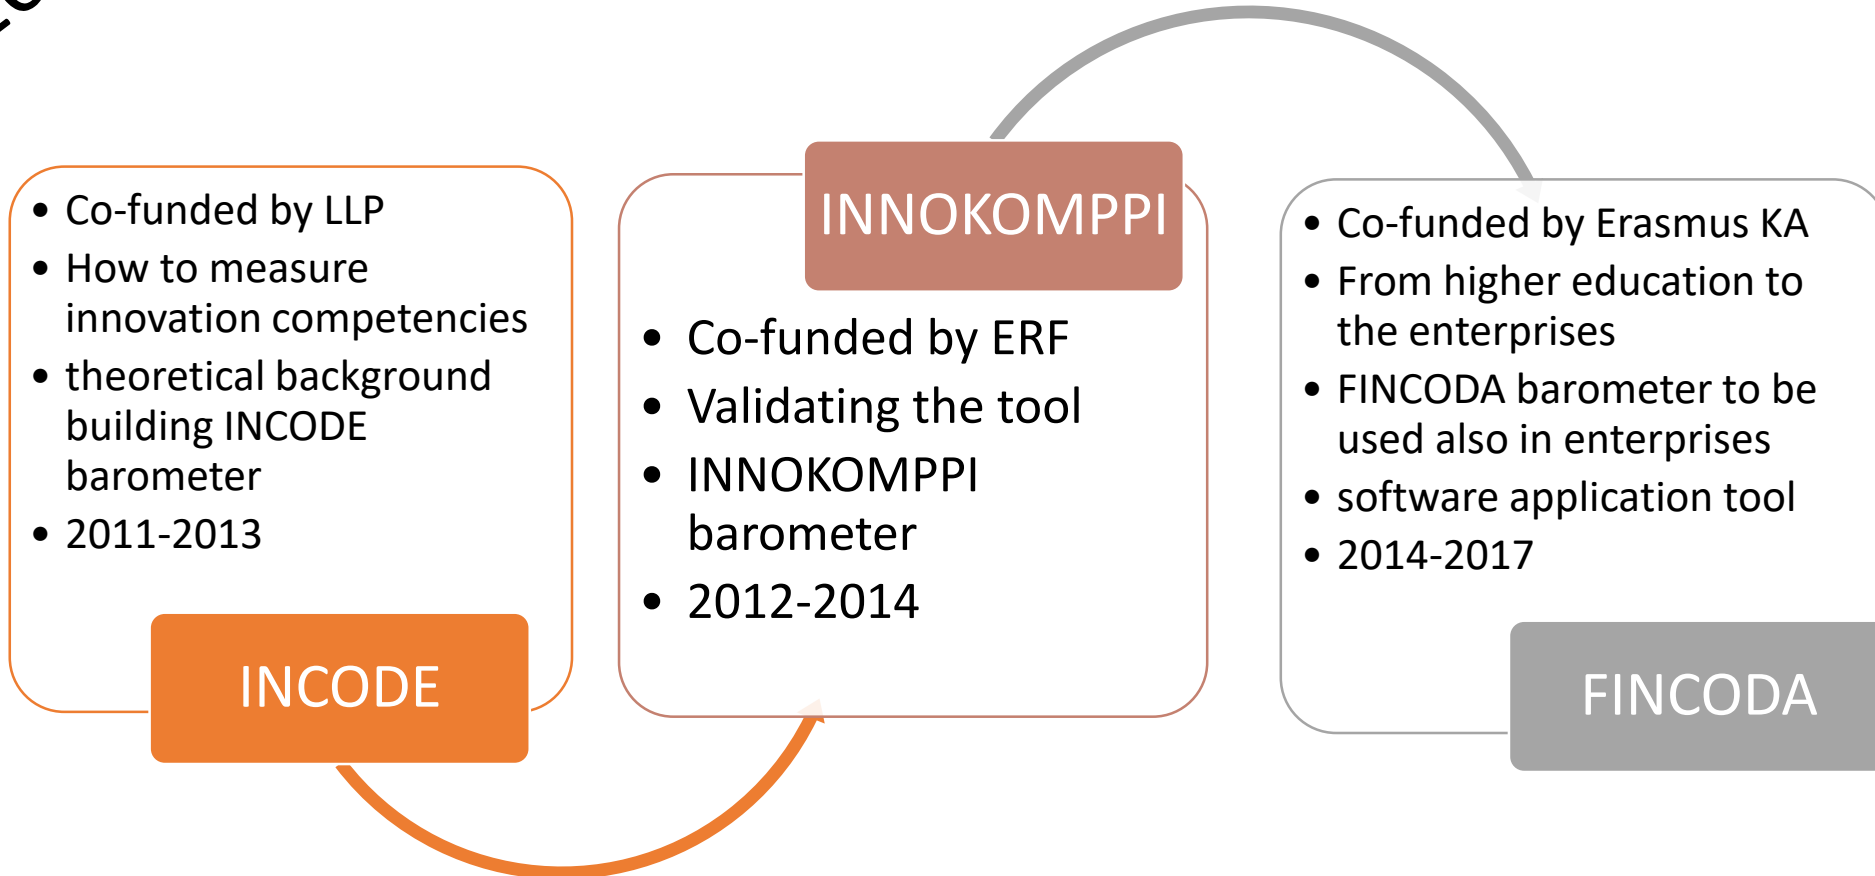 • Co-funded by LLP
• How to measure
innovation competencies
• theoretical background
building INCODE
barometer
• 2011-2013
INCODE
INNOKOMPPI
• Co-funded by ERF
• Validating the tool
• INNOKOMPPI
barometer
• 2012-2014
• Co-funded by Erasmus KA
• From higher education to
the enterprises
• FINCODA barometer to be
used also in enterprises
• software application tool
• 2014-2017
FINCODA